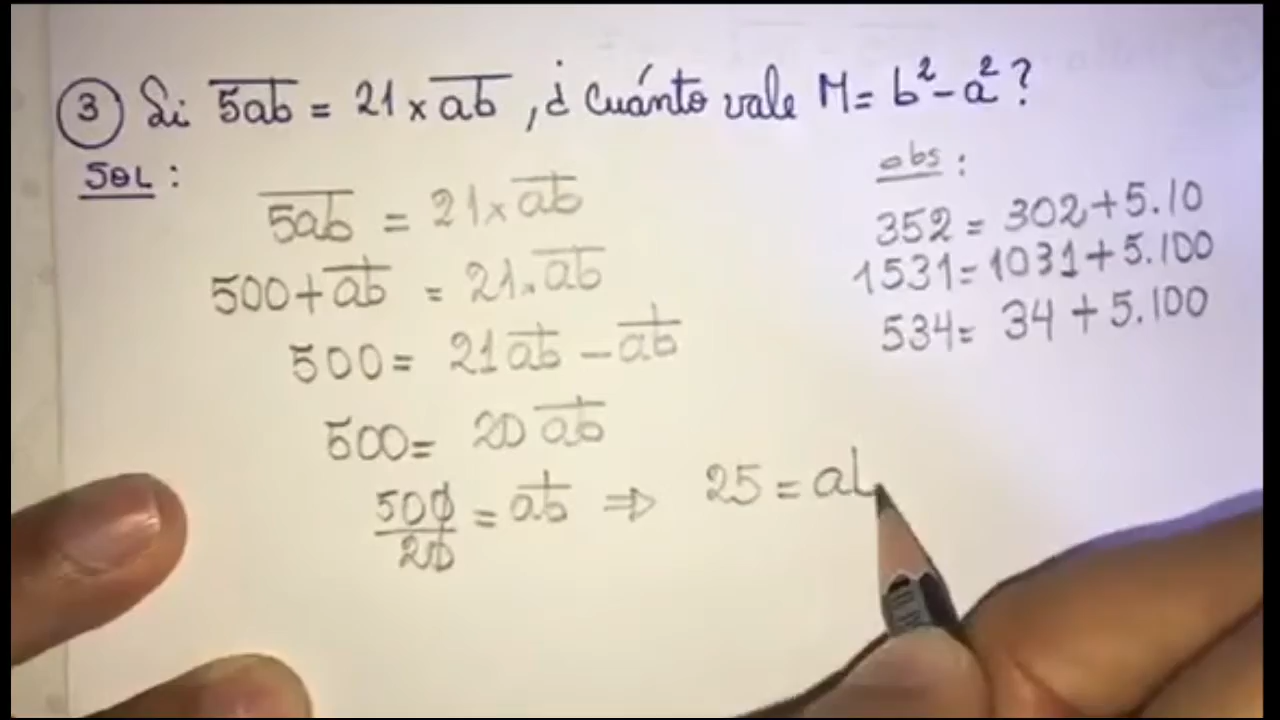 3 Si 5ab = 21 x ab , ¿ Cuánto vale M = b² - a² ?
SOL :
5ab = 21 x ab
500 + ab = 21 . ab
500 = 21 ab - ab
500 = 20 ab
500/20 = ab ⇒ 25 = ab
obs :
352 = 302 + 5.10
1531 = 1031 + 5.100
534 = 34 + 5.100